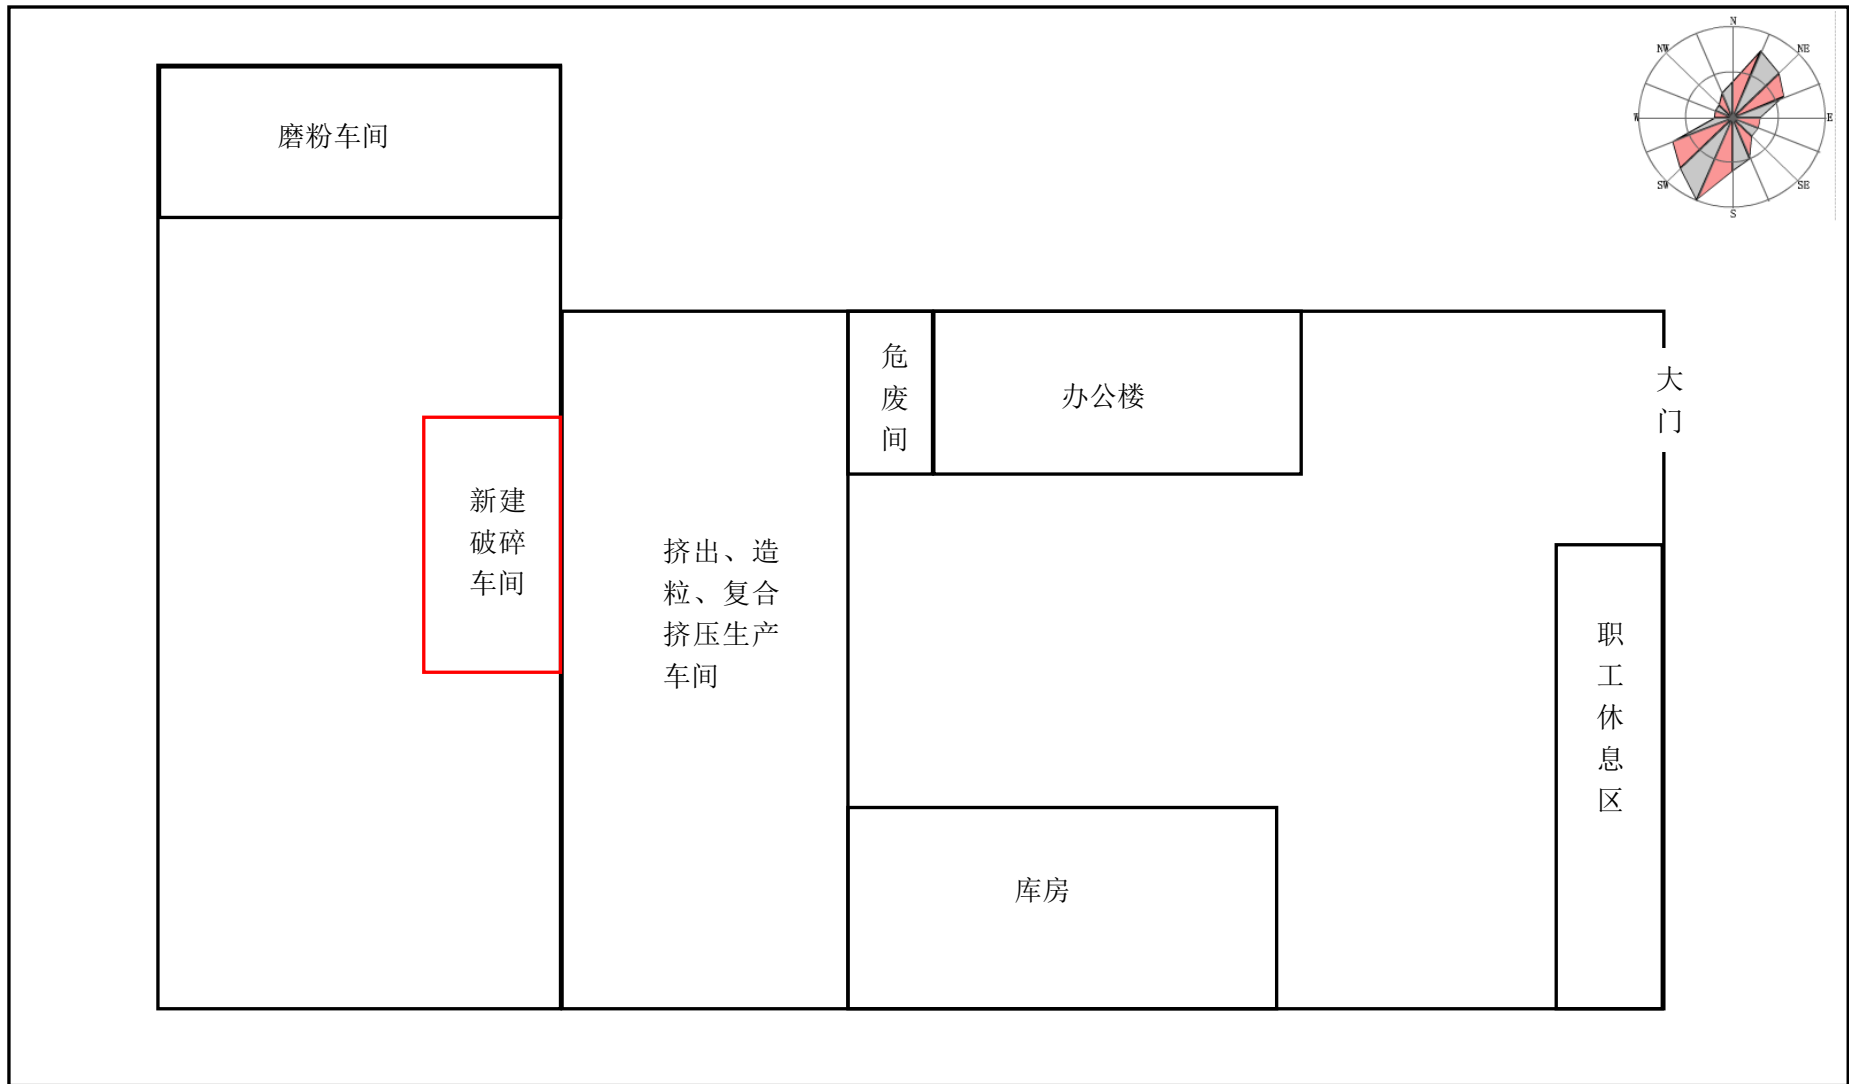 N
NW
NE
W
E
SW
SE
S
磨粉车间
危
废
间
办公楼
大
门
新建
破碎
车间
挤出、造
粒、复合
挤压生产
车间
职
工
休
息
区
库房